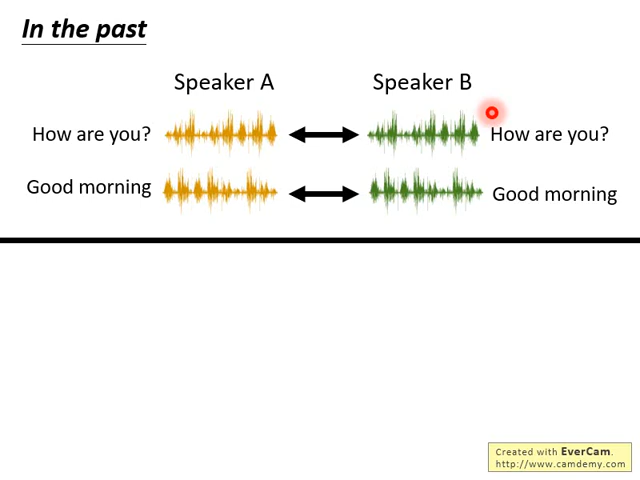 In the past
Speaker A
Speaker B
How are you?
How are you?
Good morning
Good morning
Created with EverCam.
http://www.camdemy.com